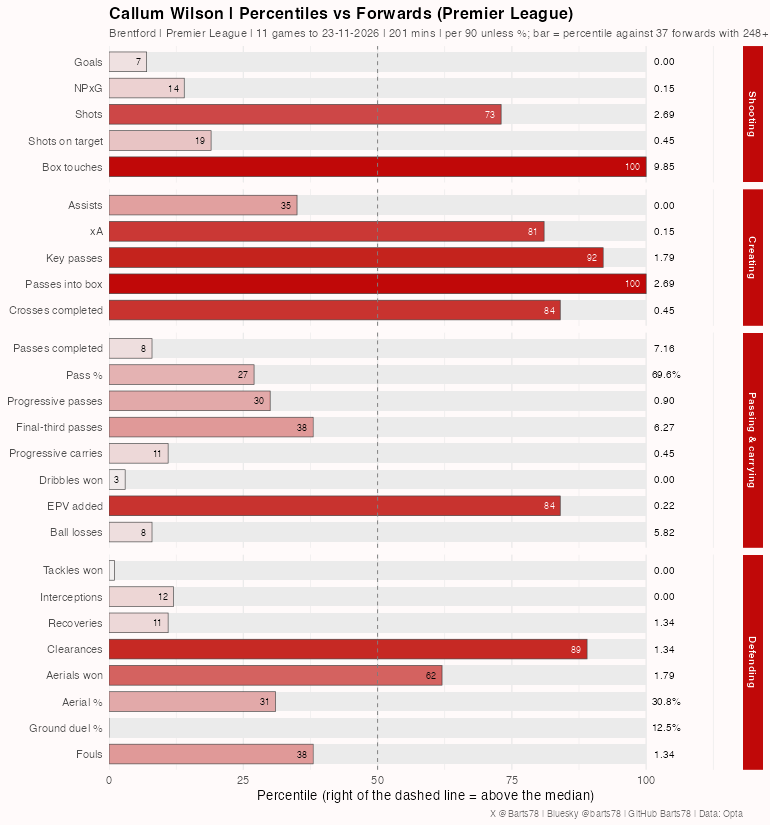 Callum Wilson | Percentiles vs Forwards (Premier League)
Brentford | Premier League | 11 games to 23-11-2026 | 201 mins | per 90 unless %; bar = percentile against 37 forwards with 248+
Shooting
Goals 7 0.00
NPxG 14 0.15
Shots 73 2.69
Shots on target 19 0.45
Box touches 100 9.85
Creating
Assists 35 0.00
xA 81 0.15
Key passes 92 1.79
Passes into box 100 2.69
Crosses completed 84 0.45
Passing & carrying
Passes completed 8 7.16
Pass % 27 69.6%
Progressive passes 30 0.90
Final-third passes 38 6.27
Progressive carries 11 0.45
Dribbles won 3 0.00
EPV added 84 0.22
Ball losses 8 5.82
Defending
Tackles won 0.00
Interceptions 12 0.00
Recoveries 11 1.34
Clearances 89 1.34
Aerials won 62 1.79
Aerial % 31 30.8%
Ground duel % 12.5%
Fouls 38 1.34
0 25 50 75 100
Percentile (right of the dashed line = above the median)
X @Barts78 | Bluesky @barts78 | GitHub Barts78 | Data: Opta